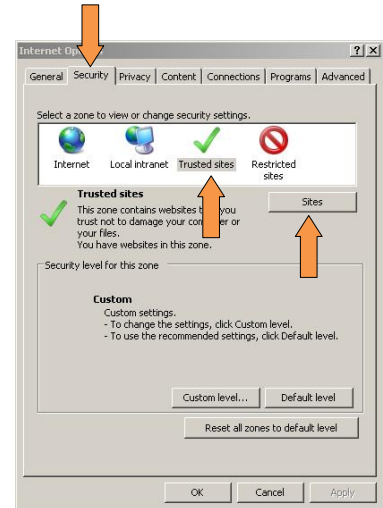 Internet
General Security Privacy Content Connections Programs Advanced
Select a zone to view or change security settings.
Internet Local intranet Trusted sites Restricted sites
Trusted sites
Sites
This zone contains websites you
trust not to damage your or
your files.
You have websites in this zone.
Security level for this zone
Custom
Custom settings.
- To change the settings, click Custom level.
- To use the recommended settings, click Default level.
Custom level... Default level
Reset all zones to default level
OK Cancel Apply